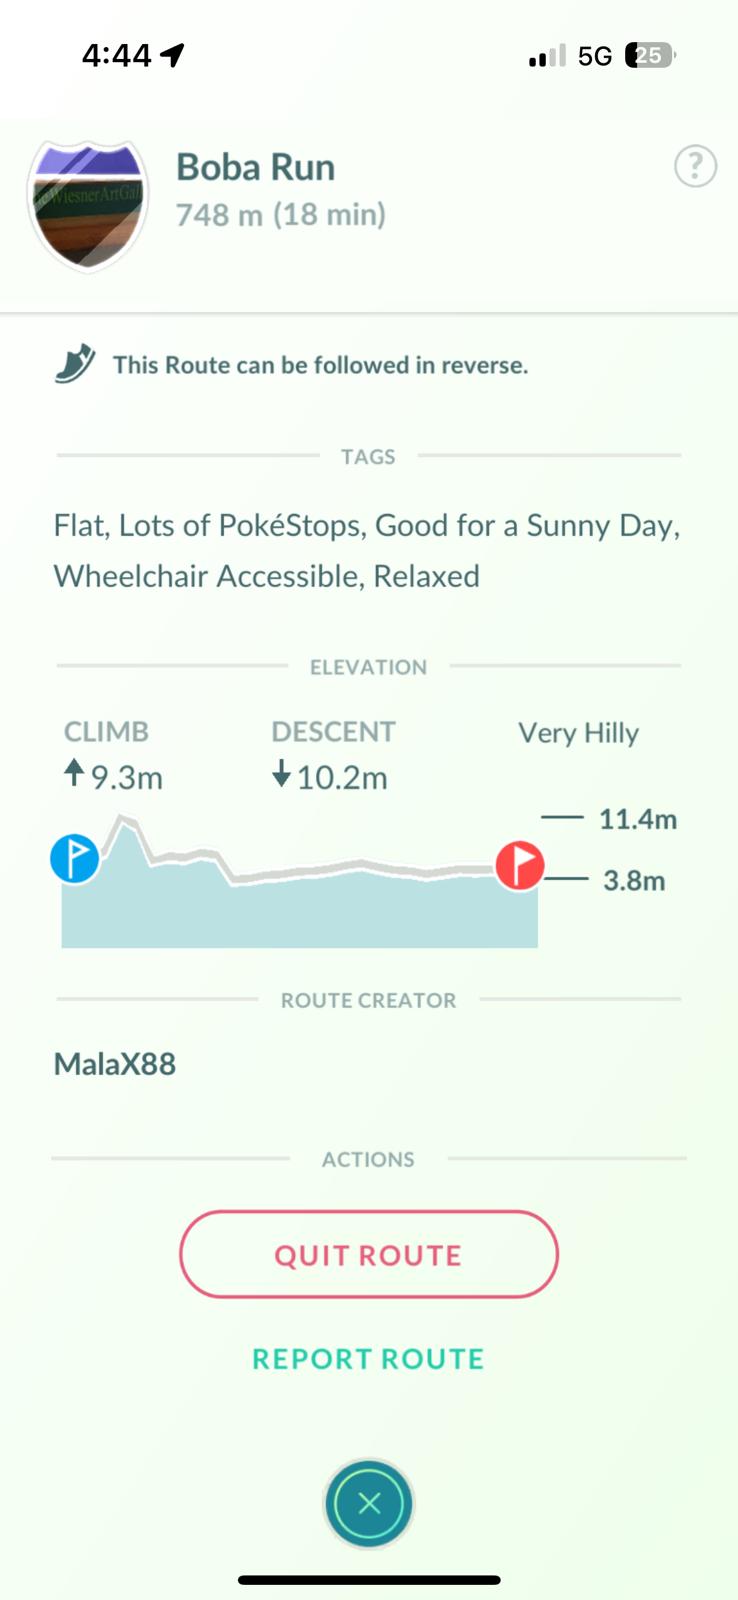 4:44
5G
25
Boba Run
748 m (18 min)
?
WiesnerArtGal
This Route can be followed in reverse.
TAGS
Flat, Lots of PokéStops, Good for a Sunny Day,
Wheelchair Accessible, Relaxed
ELEVATION
CLIMB
9.3m
DESCENT
10.2m
Very Hilly
11.4m
3.8m
ROUTE CREATOR
MalaX88
ACTIONS
QUIT ROUTE
REPORT ROUTE